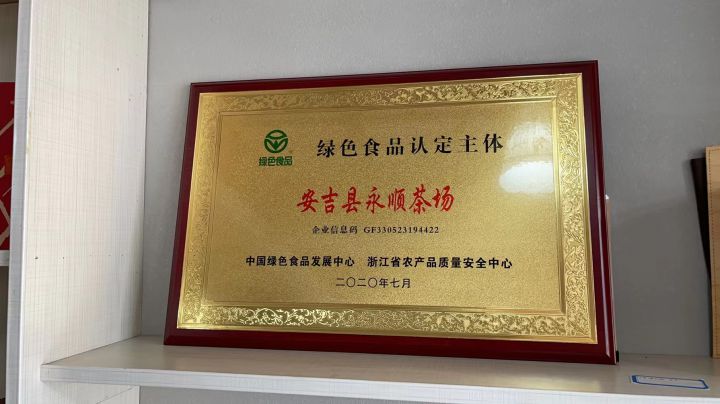 绿色食品认定主体
绿色食品
安吉县永顺茶场
企业信息码 GF330523194422
中国绿色食品发展中心 浙江省农产品质量安全中心
二〇二〇年七月